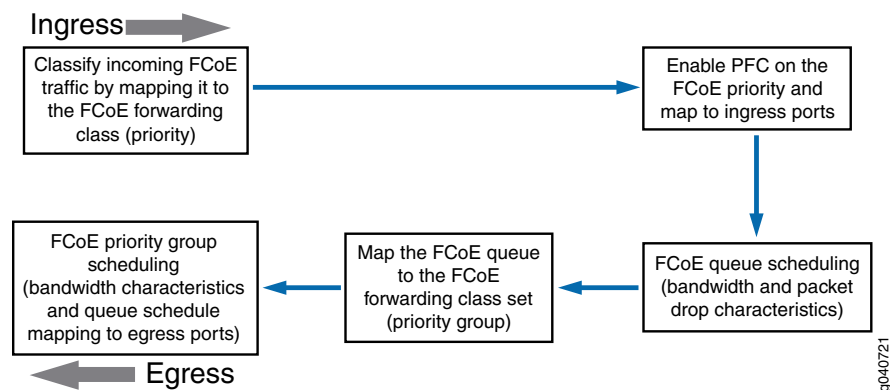 Ingress
Classify incoming FCoE
traffic by mapping it to
the FCoE forwarding
class (priority)
Enable PFC on the
FCoE priority and
map to ingress ports
FCoE queue scheduling
(bandwidth and packet
drop characteristics)
Map the FCoE queue
to the FCoE
forwarding class set
(priority group)
FCoE priority group
scheduling
(bandwidth characteristics
and queue schedule
mapping to egress ports)
Egress
g040721